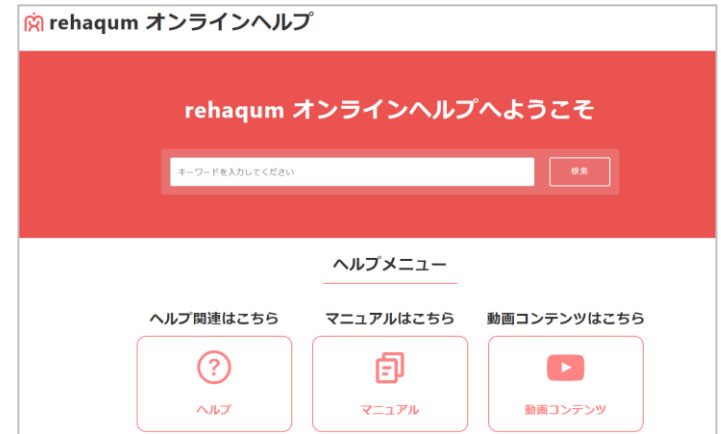 rehaqum オンラインヘルプ
rehaqum オンラインヘルプへようこそ
キーワードを入力してください 検索
ヘルプメニュー
ヘルプ関連はこちら マニュアルはこちら 動画コンテンツはこちら
?
ヘルプ マニュアル 動画コンテンツ